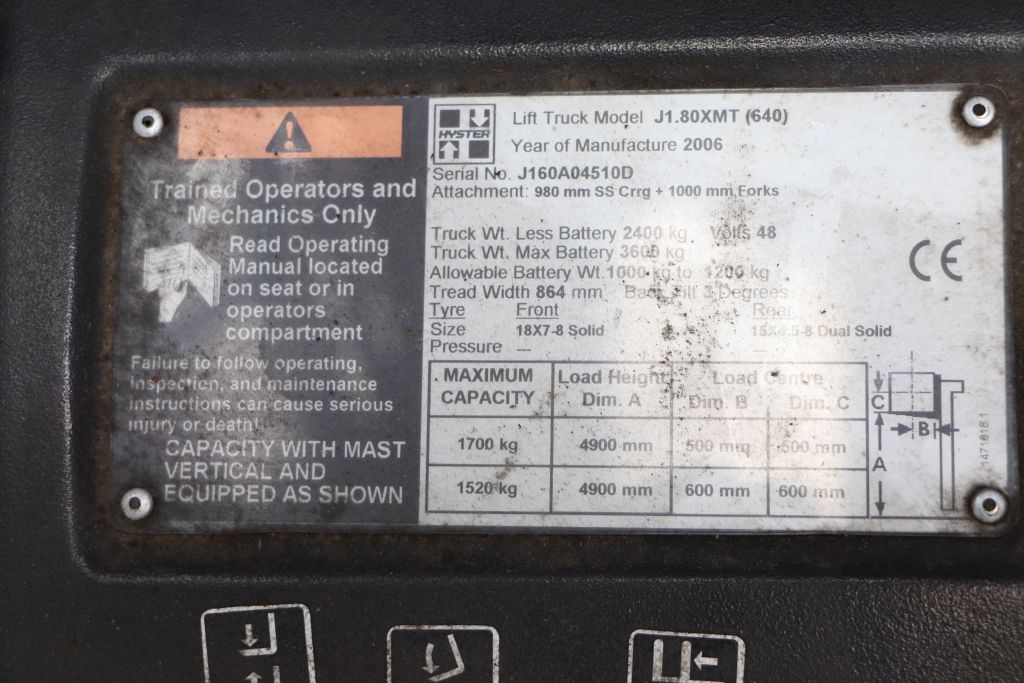 Trained Operators and
Mechanics Only
Read Operating
Manual located
on seat or in
operators
compartment
Failure to follow operating,
inspection, and maintenance
instructions can cause serious
injury or death!
CAPACITY WITH MAST
VERTICAL AND
EQUIPPED AS SHOWN
HYSTER
Lift Truck Model J1.80XMT (640)
Year of Manufacture 2006
Serial No. J160A04510D
Attachment: 980 mm SS Crrg + 1000 mm Forks
Truck Wt. Less Battery 2400 kg Volts 48
Truck Wt. Max Battery 3600 kg
Allowable Battery Wt. 1000 kg to 1200 kg
Tread Width 864 mm Back Tilt 3 Degrees
Tyre Front Rear
Size 18X7-8 Solid 15X4.5-8 Dual Solid
Pressure ---
CE
MAXIMUM CAPACITY Load Height Dim. A Load Centre Dim. B Dim. C
1700 kg 4900 mm 500 mm 500 mm
1520 kg 4900 mm 600 mm 600 mm
C
B
A
1471618.1